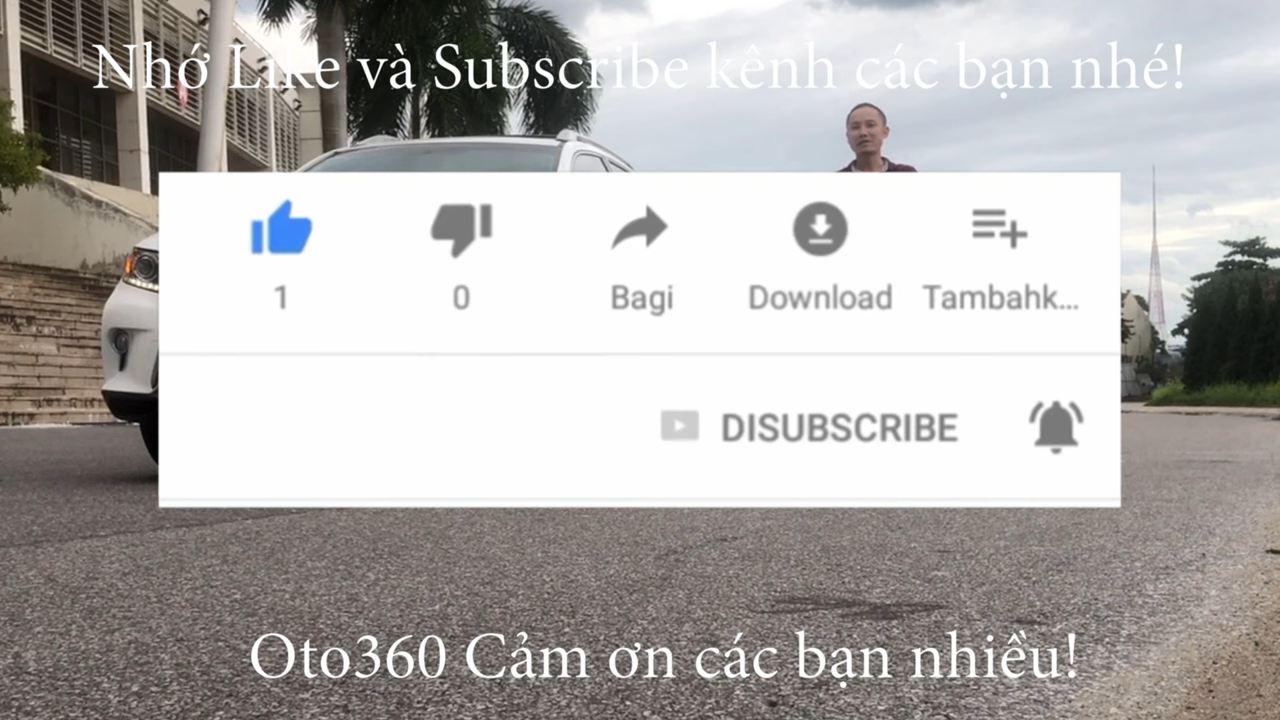 Nhớ Like và Subscribe kênh các bạn nhé!
1
0
Bagi
Download
Tambahk...
DISUBSCRIBE
Oto360 Cảm ơn các bạn nhiều!